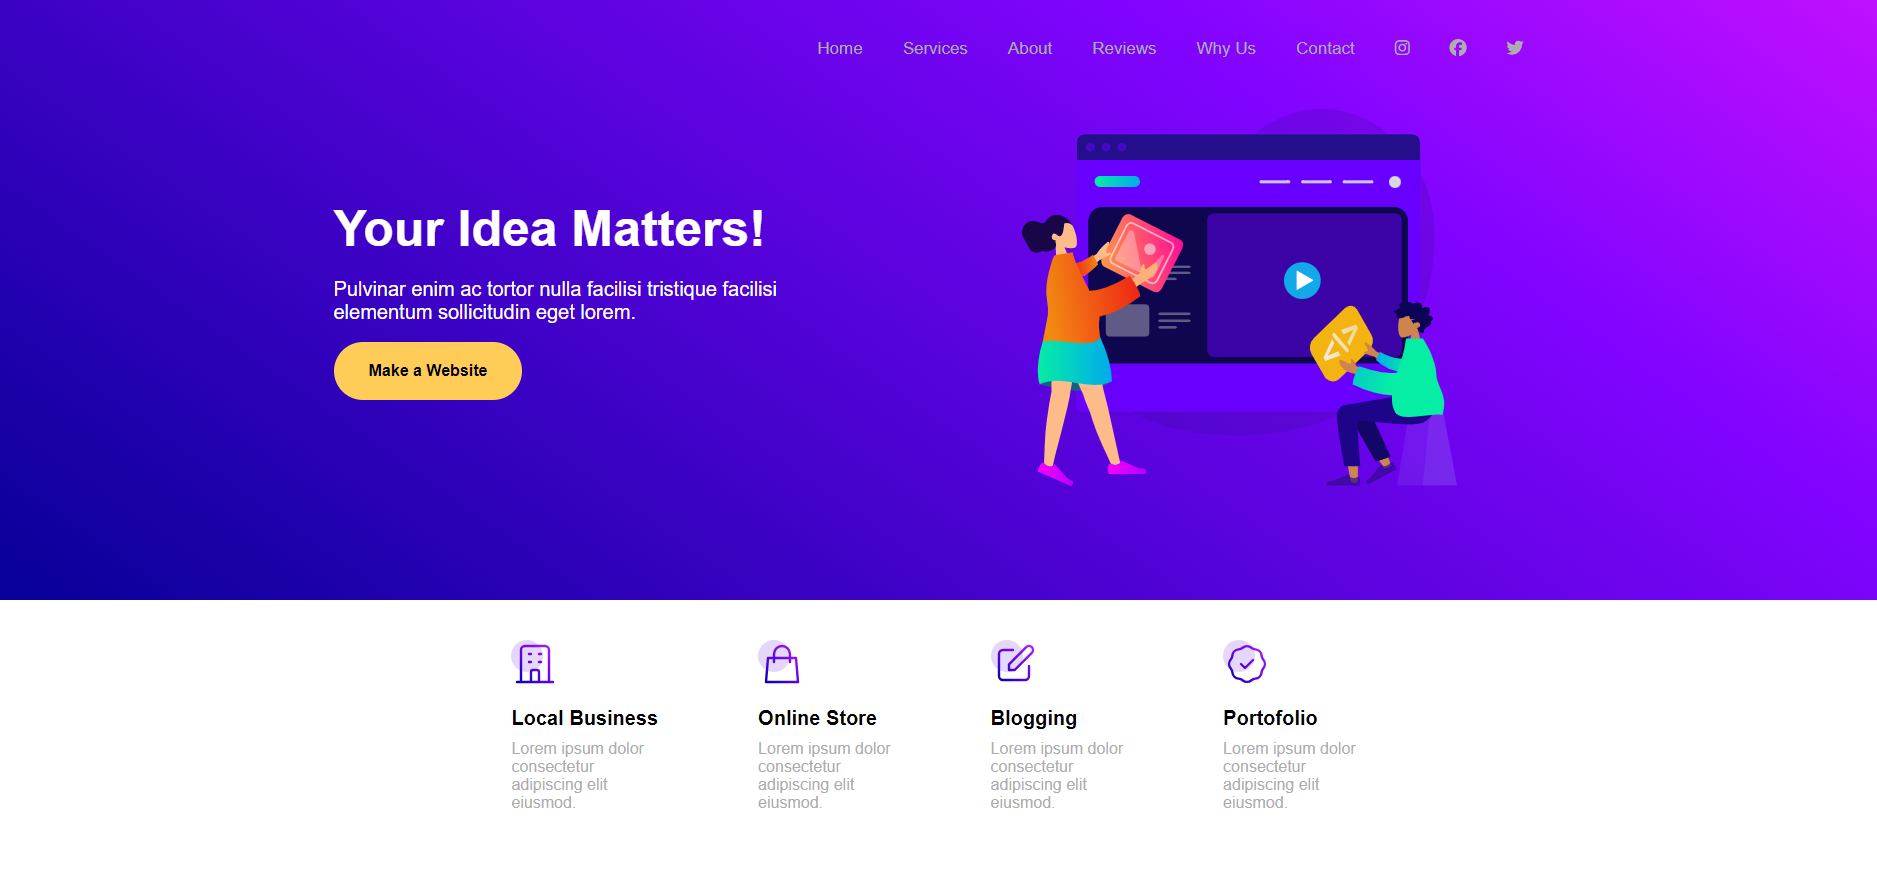 Home Services About Reviews Why Us Contact
Your Idea Matters!
Pulvinar enim ac tortor nulla facilisi tristique facilisi
elementum sollicitudin eget lorem.
Make a Website
</>
Local Business
Lorem ipsum dolor
consectetur
adipiscing elit
eiusmod.
Online Store
Lorem ipsum dolor
consectetur
adipiscing elit
eiusmod.
Blogging
Lorem ipsum dolor
consectetur
adipiscing elit
eiusmod.
Portofolio
Lorem ipsum dolor
consectetur
adipiscing elit
eiusmod.